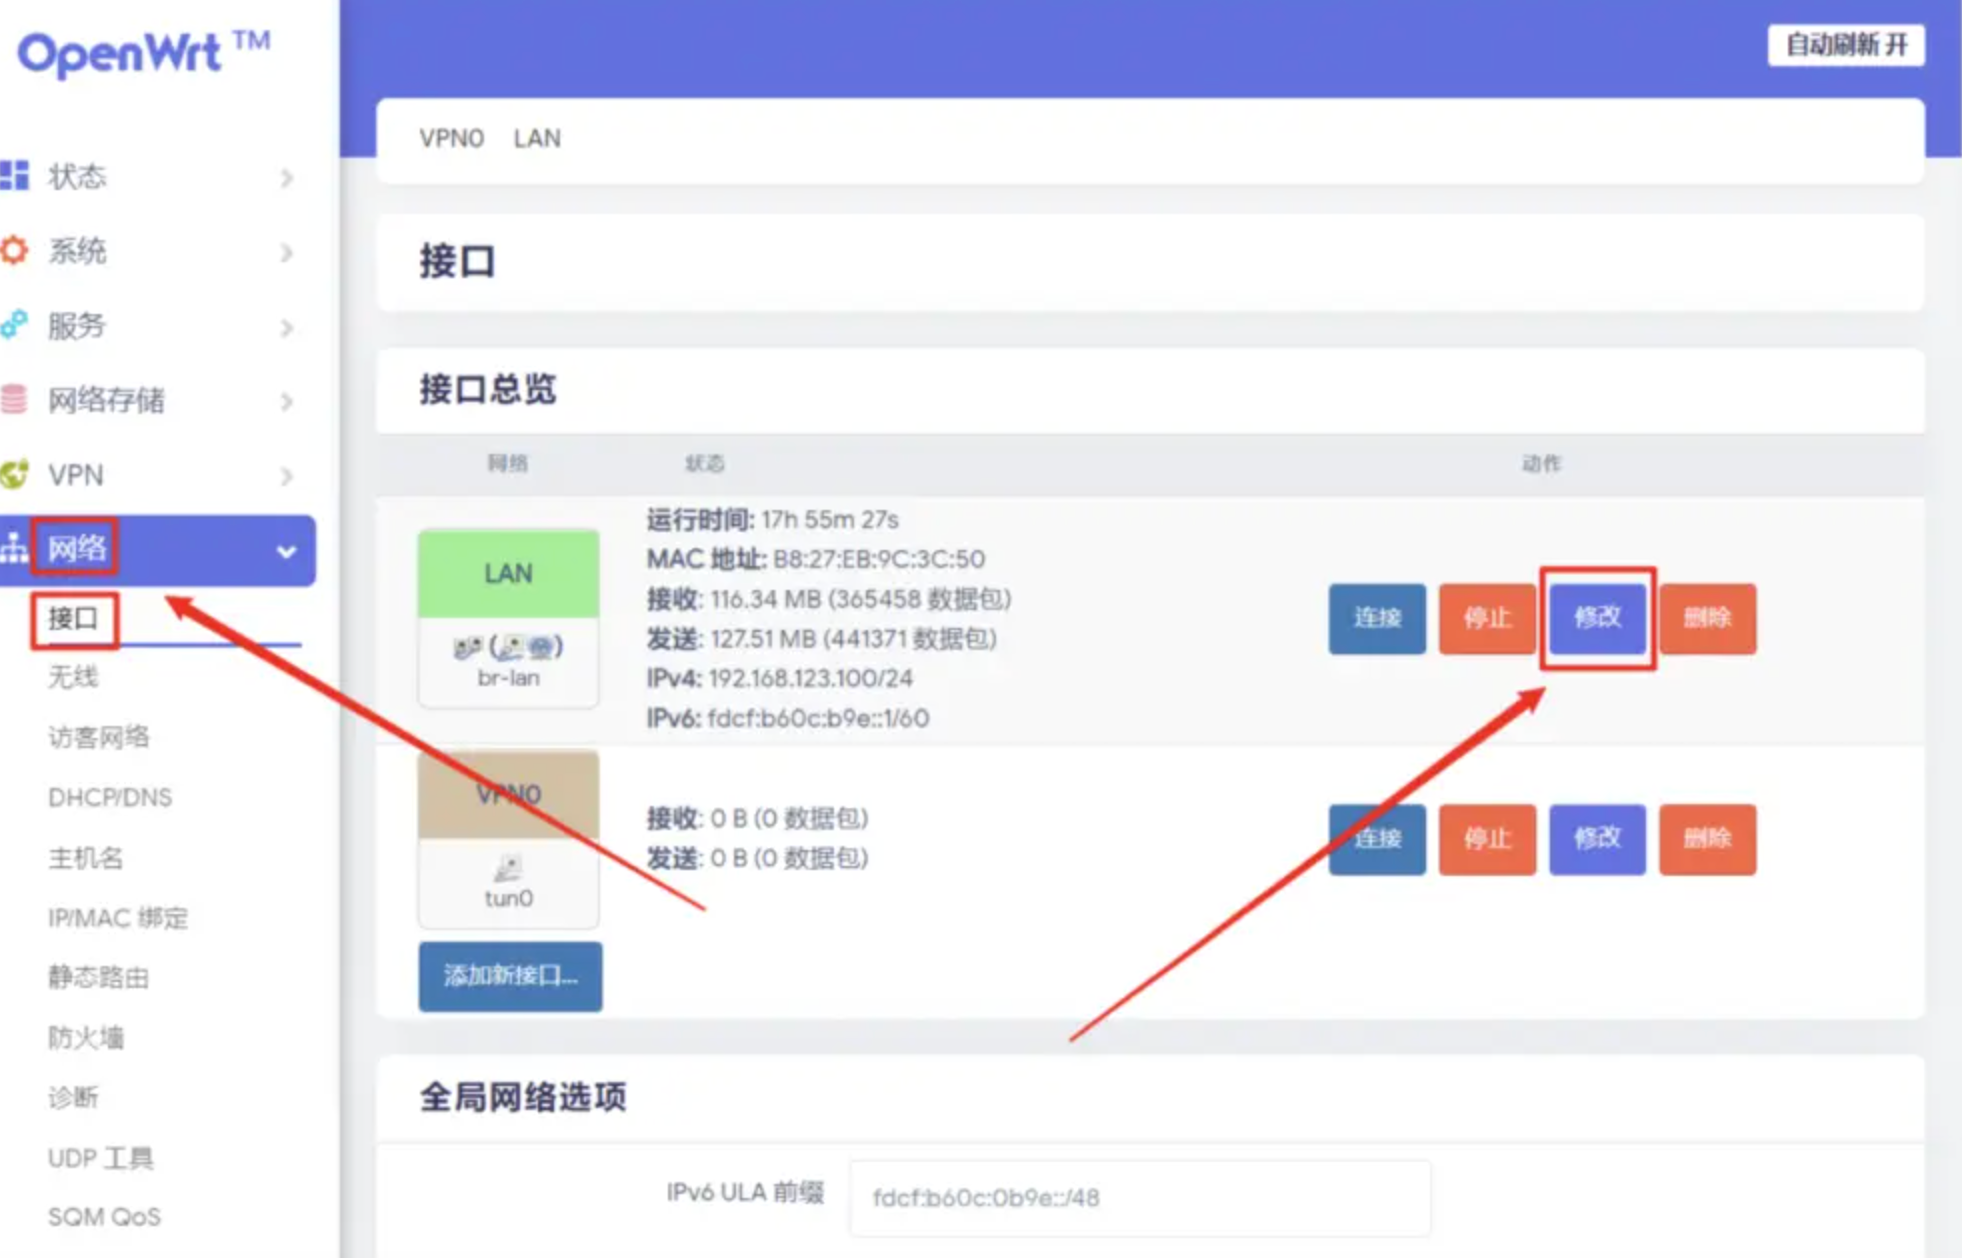 OpenWrt™
自动刷新 开
状态
系统
服务
网络存储
VPN
网络
接口
无线
访客网络
DHCP/DNS
主机名
IP/MAC 绑定
静态路由
防火墙
诊断
UDP 工具
SQM QoS
VPN0 LAN
接口
接口总览
网络 状态 动作
LAN
br-lan
运行时间: 17h 55m 27s
MAC 地址: B8:27:EB:9C:3C:50
接收: 116.34 MB (365458 数据包)
发送: 127.51 MB (441371 数据包)
IPv4: 192.168.123.100/24
IPv6: fdcf:b60c:b9e::1/60
连接 停止 修改 删除
VPN0
tun0
接收: 0 B (0 数据包)
发送: 0 B (0 数据包)
连接 停止 修改 删除
添加新接口...
全局网络选项
IPv6 ULA 前缀 fdcf:b60c:0b9e::/48